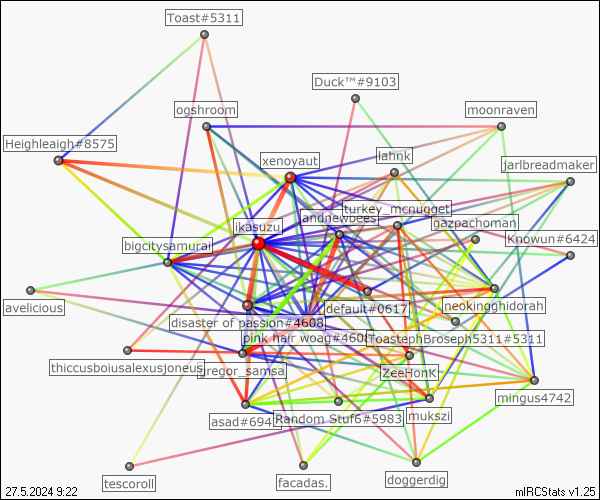 Toast#5311
Duck™#9103
ogshroom
moonraven
Heighleaigh#8575
xenoyaut
lahnk
jarlbreadmaker
turkey_mcnugget
andnewbees
ikasuzu
gazpachoman
bigcitysamurai
Knowun#6424
avelicious
default#0617
neokingghidorah
disaster of passion#4608
pink hair woag#4608
ToastephBroseph5311#5311
thiccusboiusalexusjoneus
gregor_samsa
ZeeHonK
mingus4742
asad#694
Random Stuf6#5983
mukszi
tescoroll
facadas.
doggerdig
27.5.2024 9:22
mIRCStats v1.25